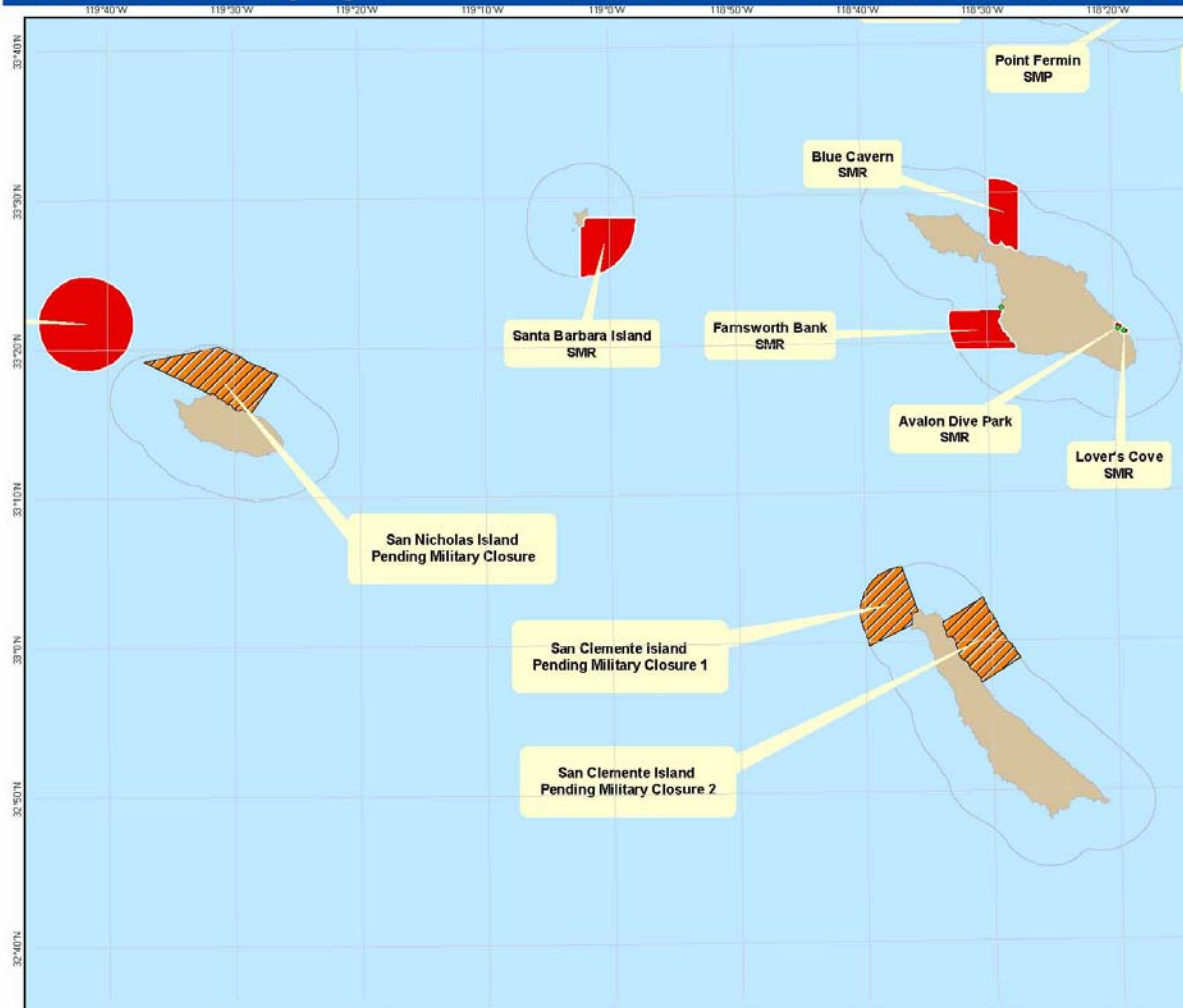 119°40'W
119°30'W
119°20'W
119°10'W
119°0'W
118°50'W
118°40'W
118°30'W
118°20'W
33°40'N
33°30'N
33°20'N
33°10'N
33°0'N
32°50'N
32°40'N
Point Fermin
SMP
Blue Cavern
SMR
Santa Barbara Island
SMR
Farnsworth Bank
SMR
Avalon Dive Park
SMR
Lover's Cove
SMR
San Nicholas Island
Pending Military Closure
San Clemente Island
Pending Military Closure 1
San Clemente Island
Pending Military Closure 2